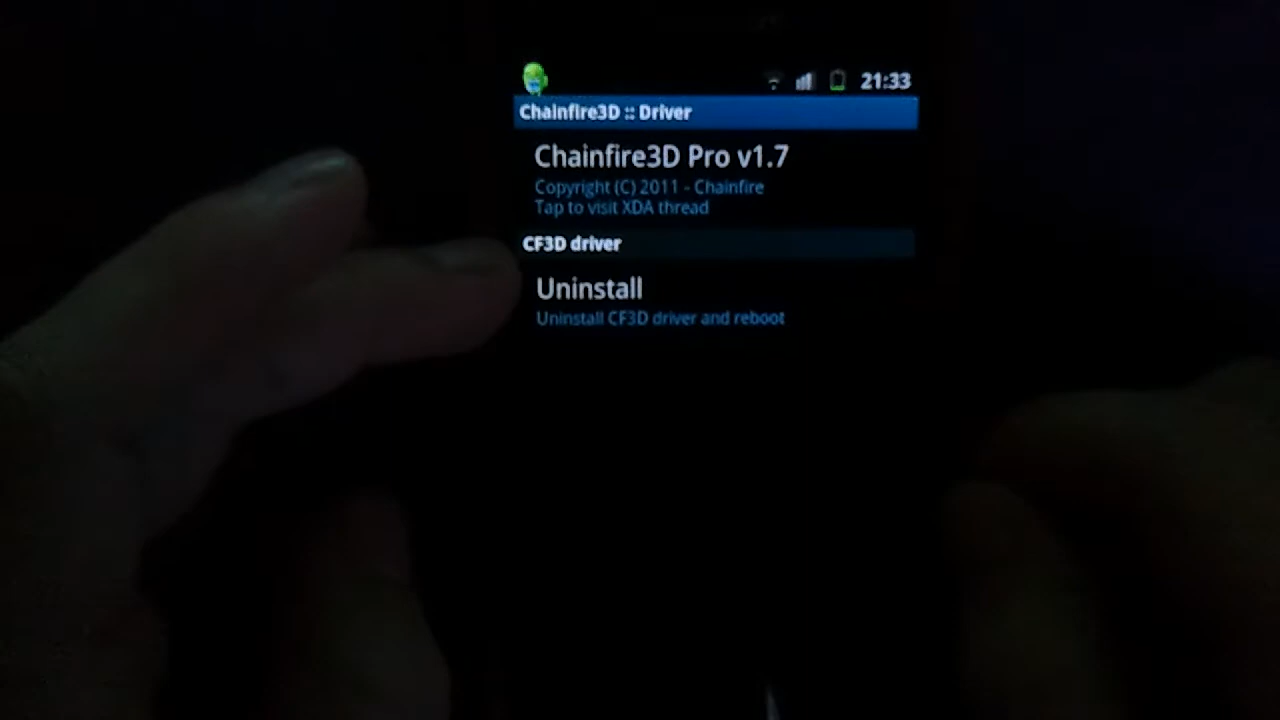 21:33
Chainfire3D :: Driver
Chainfire3D Pro v1.7
Copyright (C) 2011 - Chainfire
Tap to visit XDA thread
CF3D driver
Uninstall
Uninstall CF3D driver and reboot